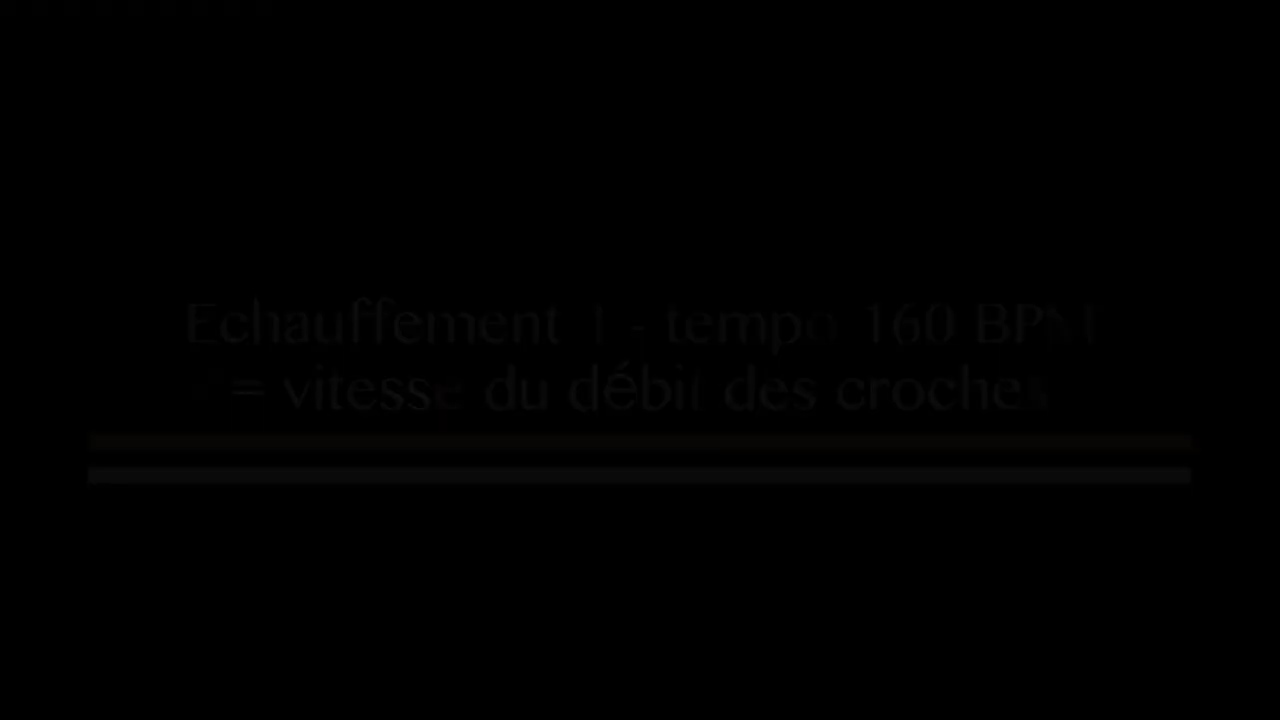 Echauffement 1 - tempo 160 BPM
= vitesse du débit des croches